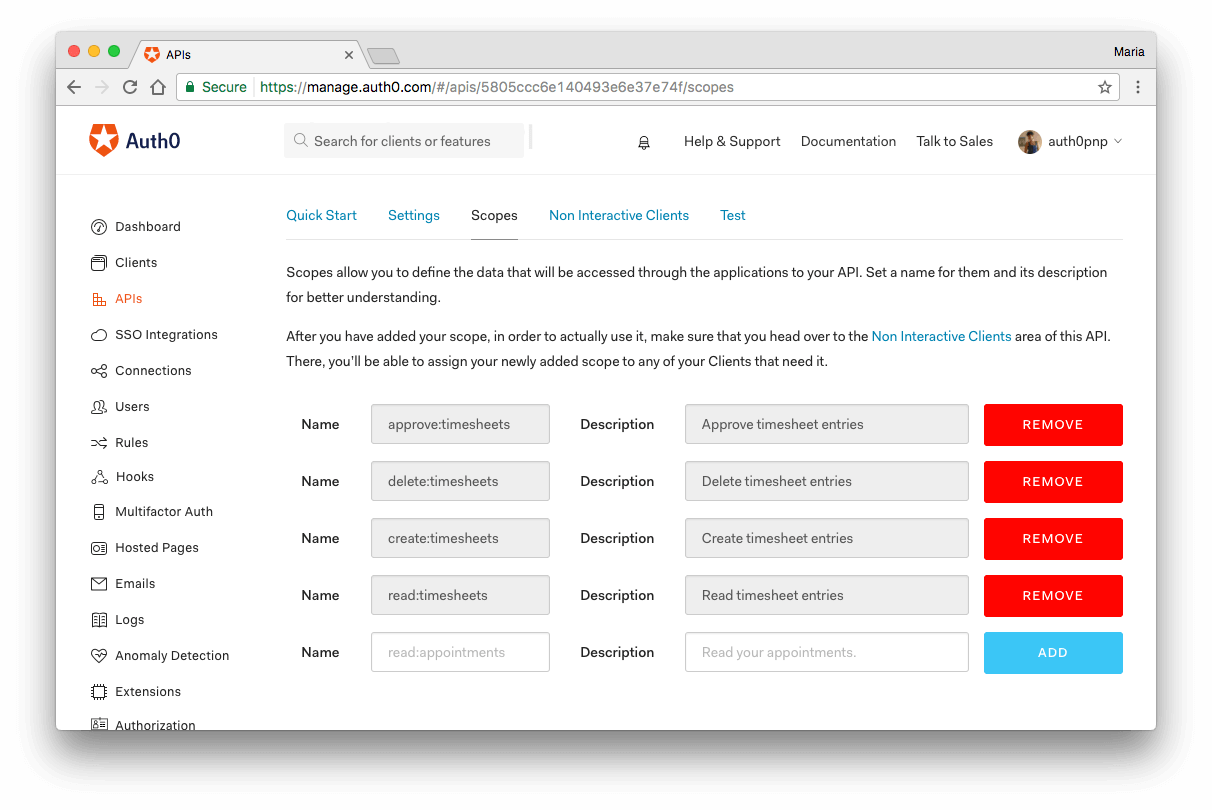 APIs
Maria
Secure https://manage.auth0.com/#/apis/5805ccc6e140493e6e37e74f/scopes
Auth0
Search for clients or features
Help & Support
Documentation
Talk to Sales
auth0pnp
Dashboard
Clients
APIs
SSO Integrations
Connections
Users
Rules
Hooks
Multifactor Auth
Hosted Pages
Emails
Logs
Anomaly Detection
Extensions
Authorization
Quick Start
Settings
Scopes
Non Interactive Clients
Test
Scopes allow you to define the data that will be accessed through the applications to your API. Set a name for them and its description
for better understanding.
After you have added your scope, in order to actually use it, make sure that you head over to the Non Interactive Clients area of this API.
There, you'll be able to assign your newly added scope to any of your Clients that need it.
Name approve:timesheets Description Approve timesheet entries REMOVE
Name delete:timesheets Description Delete timesheet entries REMOVE
Name create:timesheets Description Create timesheet entries REMOVE
Name read:timesheets Description Read timesheet entries REMOVE
Name read:appointments Description Read your appointments. ADD